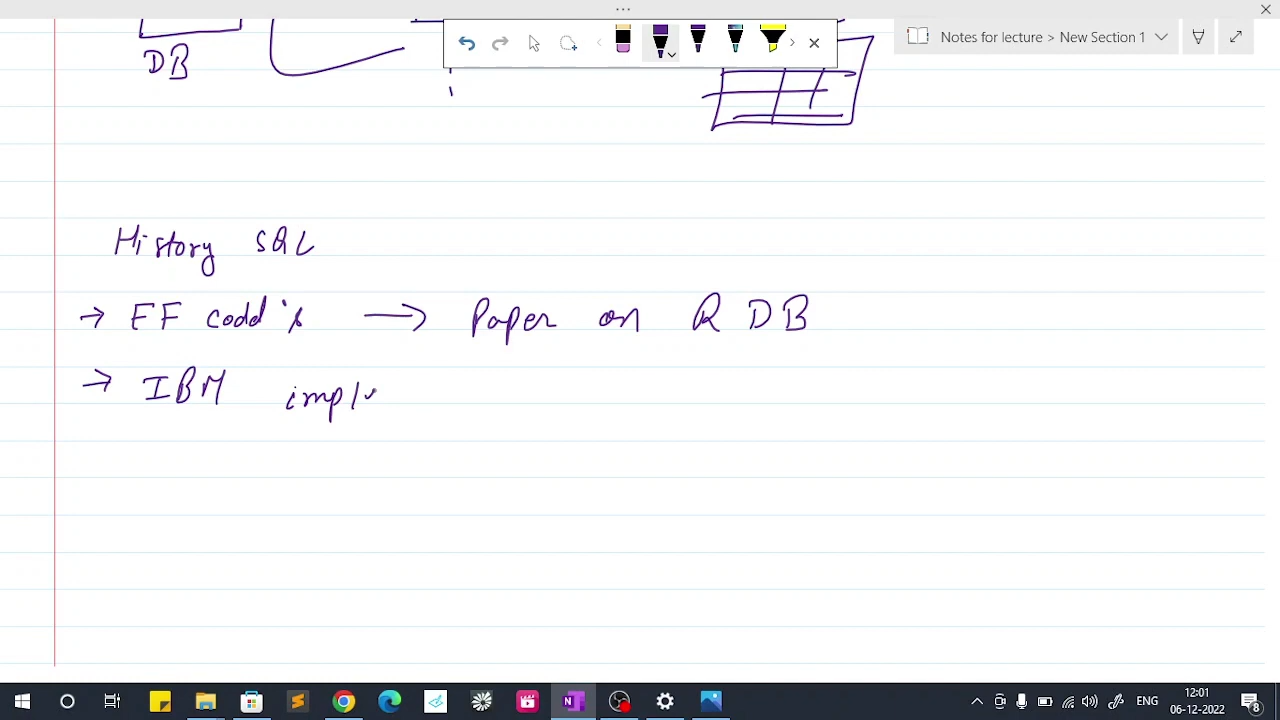 Notes for lecture > New Section 1
DB
History SQL
→ EF codd's → Paper on R DB
→ IBM impl
ENG
12:01
06-12-2022
8